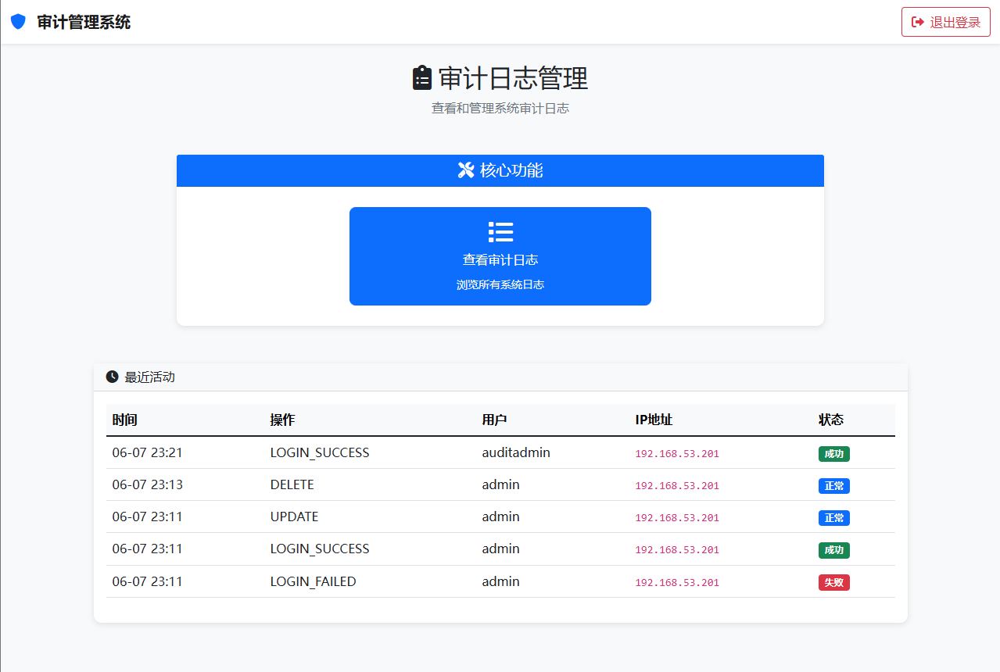 审计管理系统
退出登录
审计日志管理
查看和管理系统审计日志
核心功能
查看审计日志
浏览所有系统日志
最近活动
时间 操作 用户 IP地址 状态
06-07 23:21 LOGIN_SUCCESS auditadmin 192.168.53.201 成功
06-07 23:13 DELETE admin 192.168.53.201 正常
06-07 23:11 UPDATE admin 192.168.53.201 正常
06-07 23:11 LOGIN_SUCCESS admin 192.168.53.201 成功
06-07 23:11 LOGIN_FAILED admin 192.168.53.201 失败